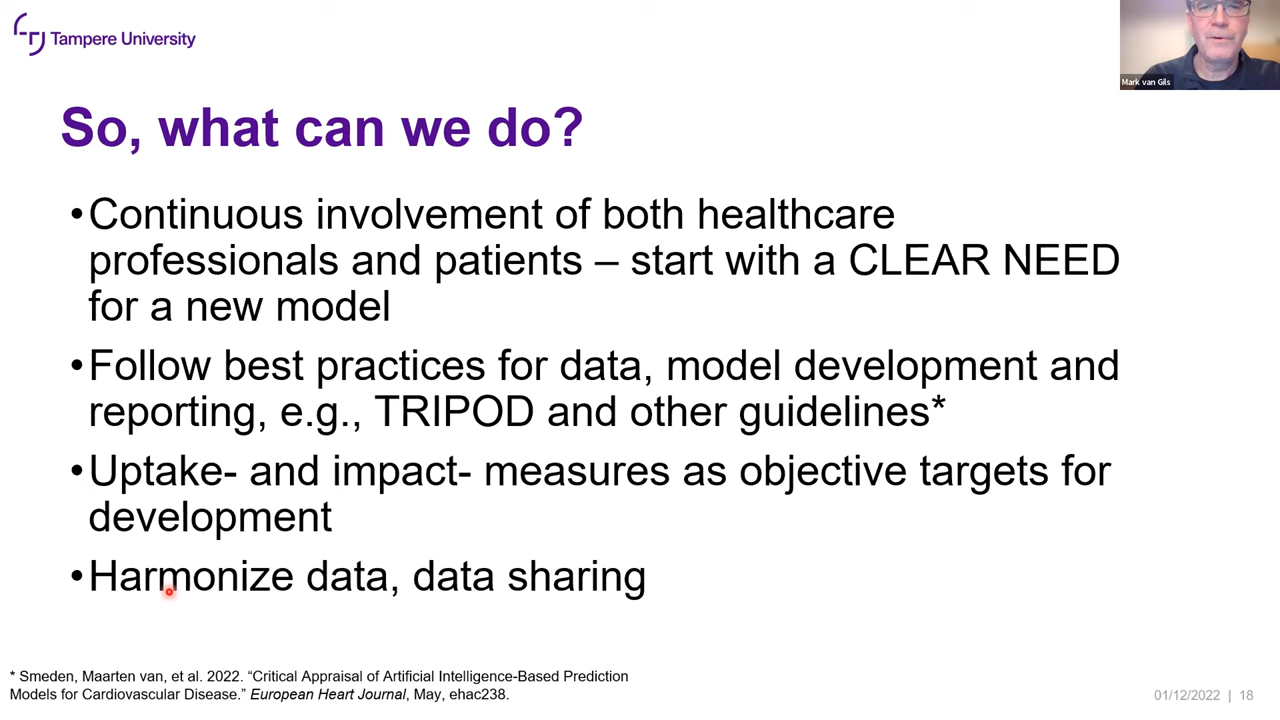 Tampere University
Mark van Gils
So, what can we do?
•Continuous involvement of both healthcare
professionals and patients – start with a CLEAR NEED
for a new model
•Follow best practices for data, model development and
reporting, e.g., TRIPOD and other guidelines*
•Uptake- and impact- measures as objective targets for
development
•Harmonize data, data sharing
* Smeden, Maarten van, et al. 2022. “Critical Appraisal of Artificial Intelligence-Based Prediction
Models for Cardiovascular Disease.” European Heart Journal, May, ehac238.
01/12/2022 | 18